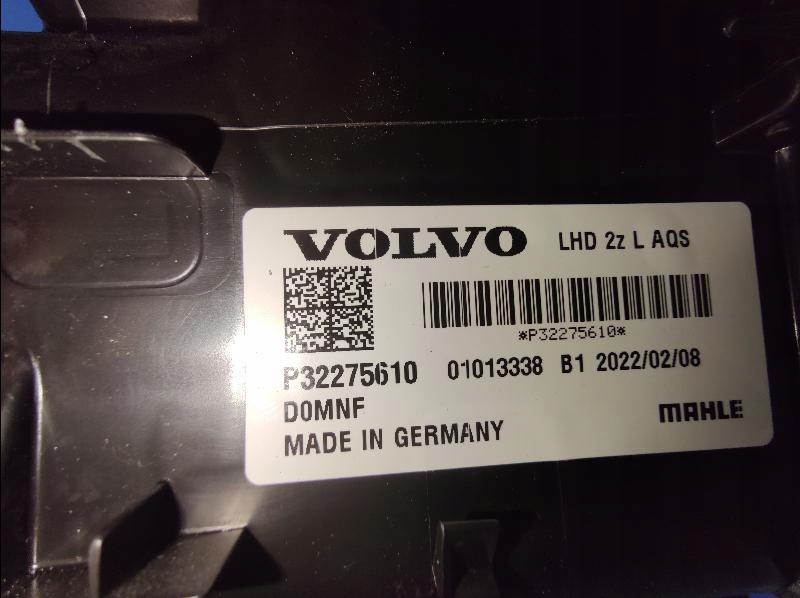 VOLVO LHD 2z L AQS
*P32275610*
P32275610 01013338 B1 2022/02/08
D0MNF MAHLE
MADE IN GERMANY